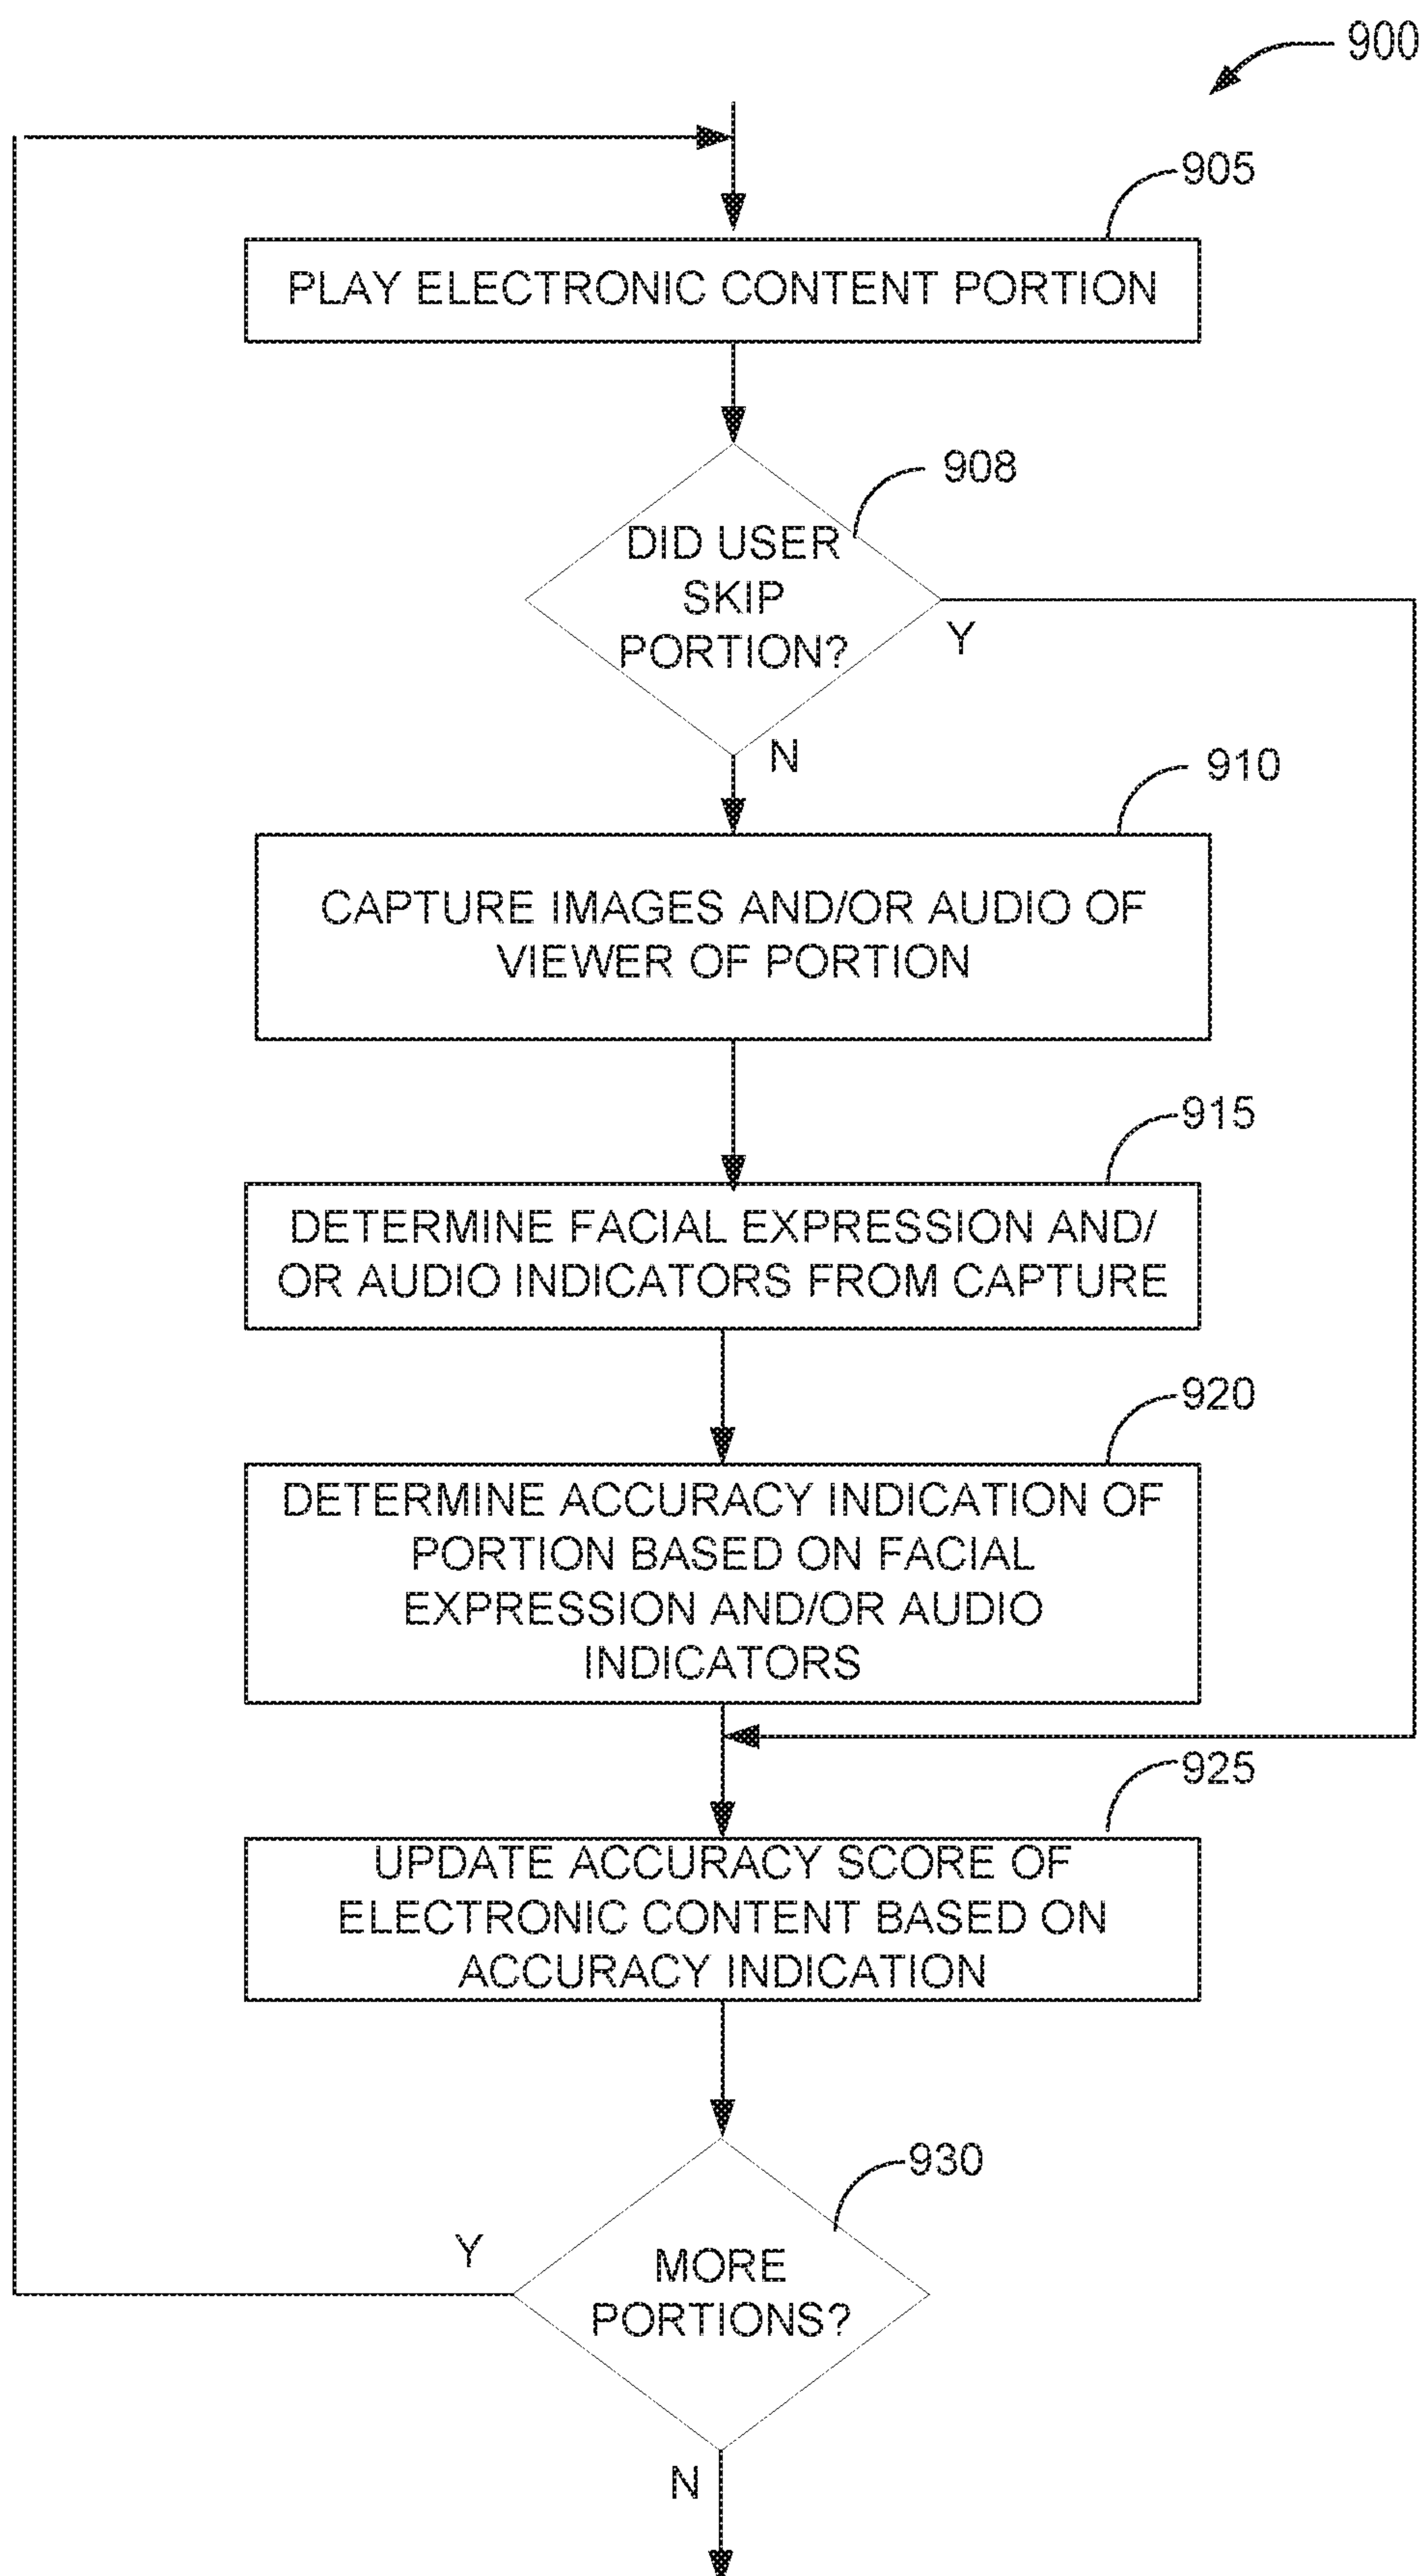 900
905
PLAY ELECTRONIC CONTENT PORTION
908
DID USER
SKIP
PORTION?
Y
N
910
CAPTURE IMAGES AND/OR AUDIO OF
VIEWER OF PORTION
915
DETERMINE FACIAL EXPRESSION AND/
OR AUDIO INDICATORS FROM CAPTURE
920
DETERMINE ACCURACY INDICATION OF
PORTION BASED ON FACIAL
EXPRESSION AND/OR AUDIO
INDICATORS
925
UPDATE ACCURACY SCORE OF
ELECTRONIC CONTENT BASED ON
ACCURACY INDICATION
930
Y
MORE
PORTIONS?
N